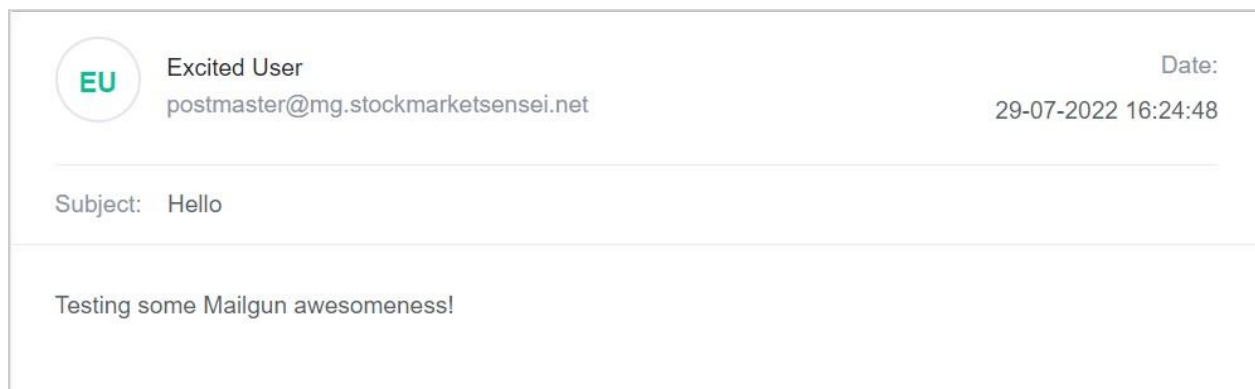 EU
Excited User
postmaster@mg.stockmarketsensei.net
Date:
29-07-2022 16:24:48
Subject: Hello
Testing some Mailgun awesomeness!